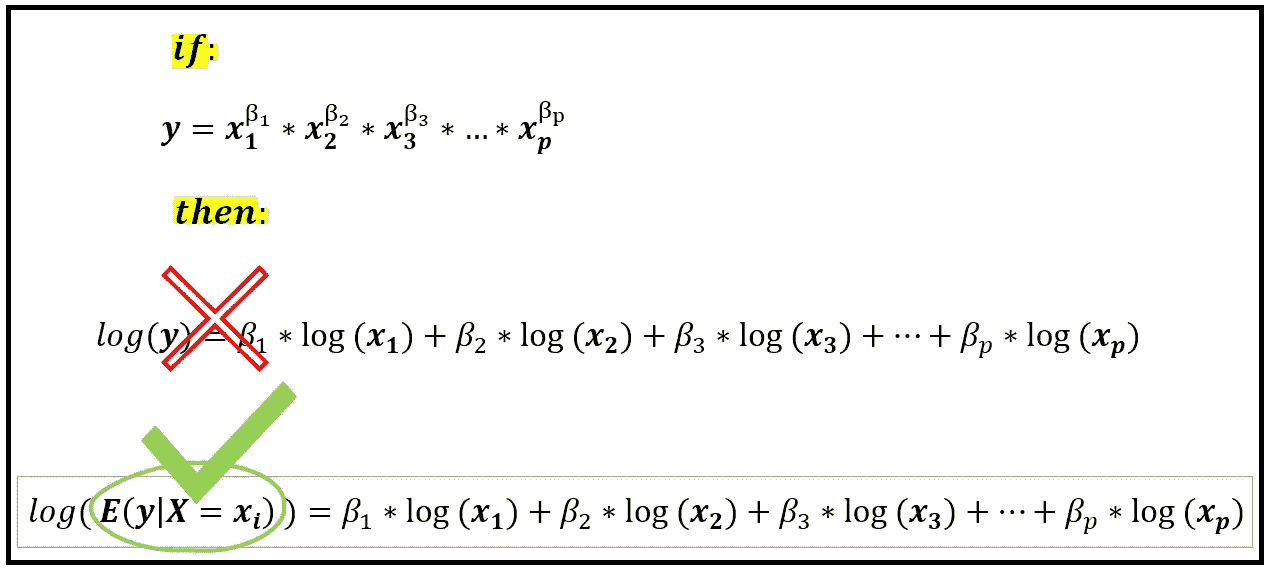 if:
y = x₁^β₁ * x₂^β₂ * x₃^β₃ * … * xₚ^βₚ
then:
log(y) = β₁ * log (x₁) + β₂ * log (x₂) + β₃ * log (x₃) + ⋯ + βₚ * log (xₚ)
log( E(y|X = xᵢ) ) = β₁ * log (x₁) + β₂ * log (x₂) + β₃ * log (x₃) + ⋯ + βₚ * log (xₚ)